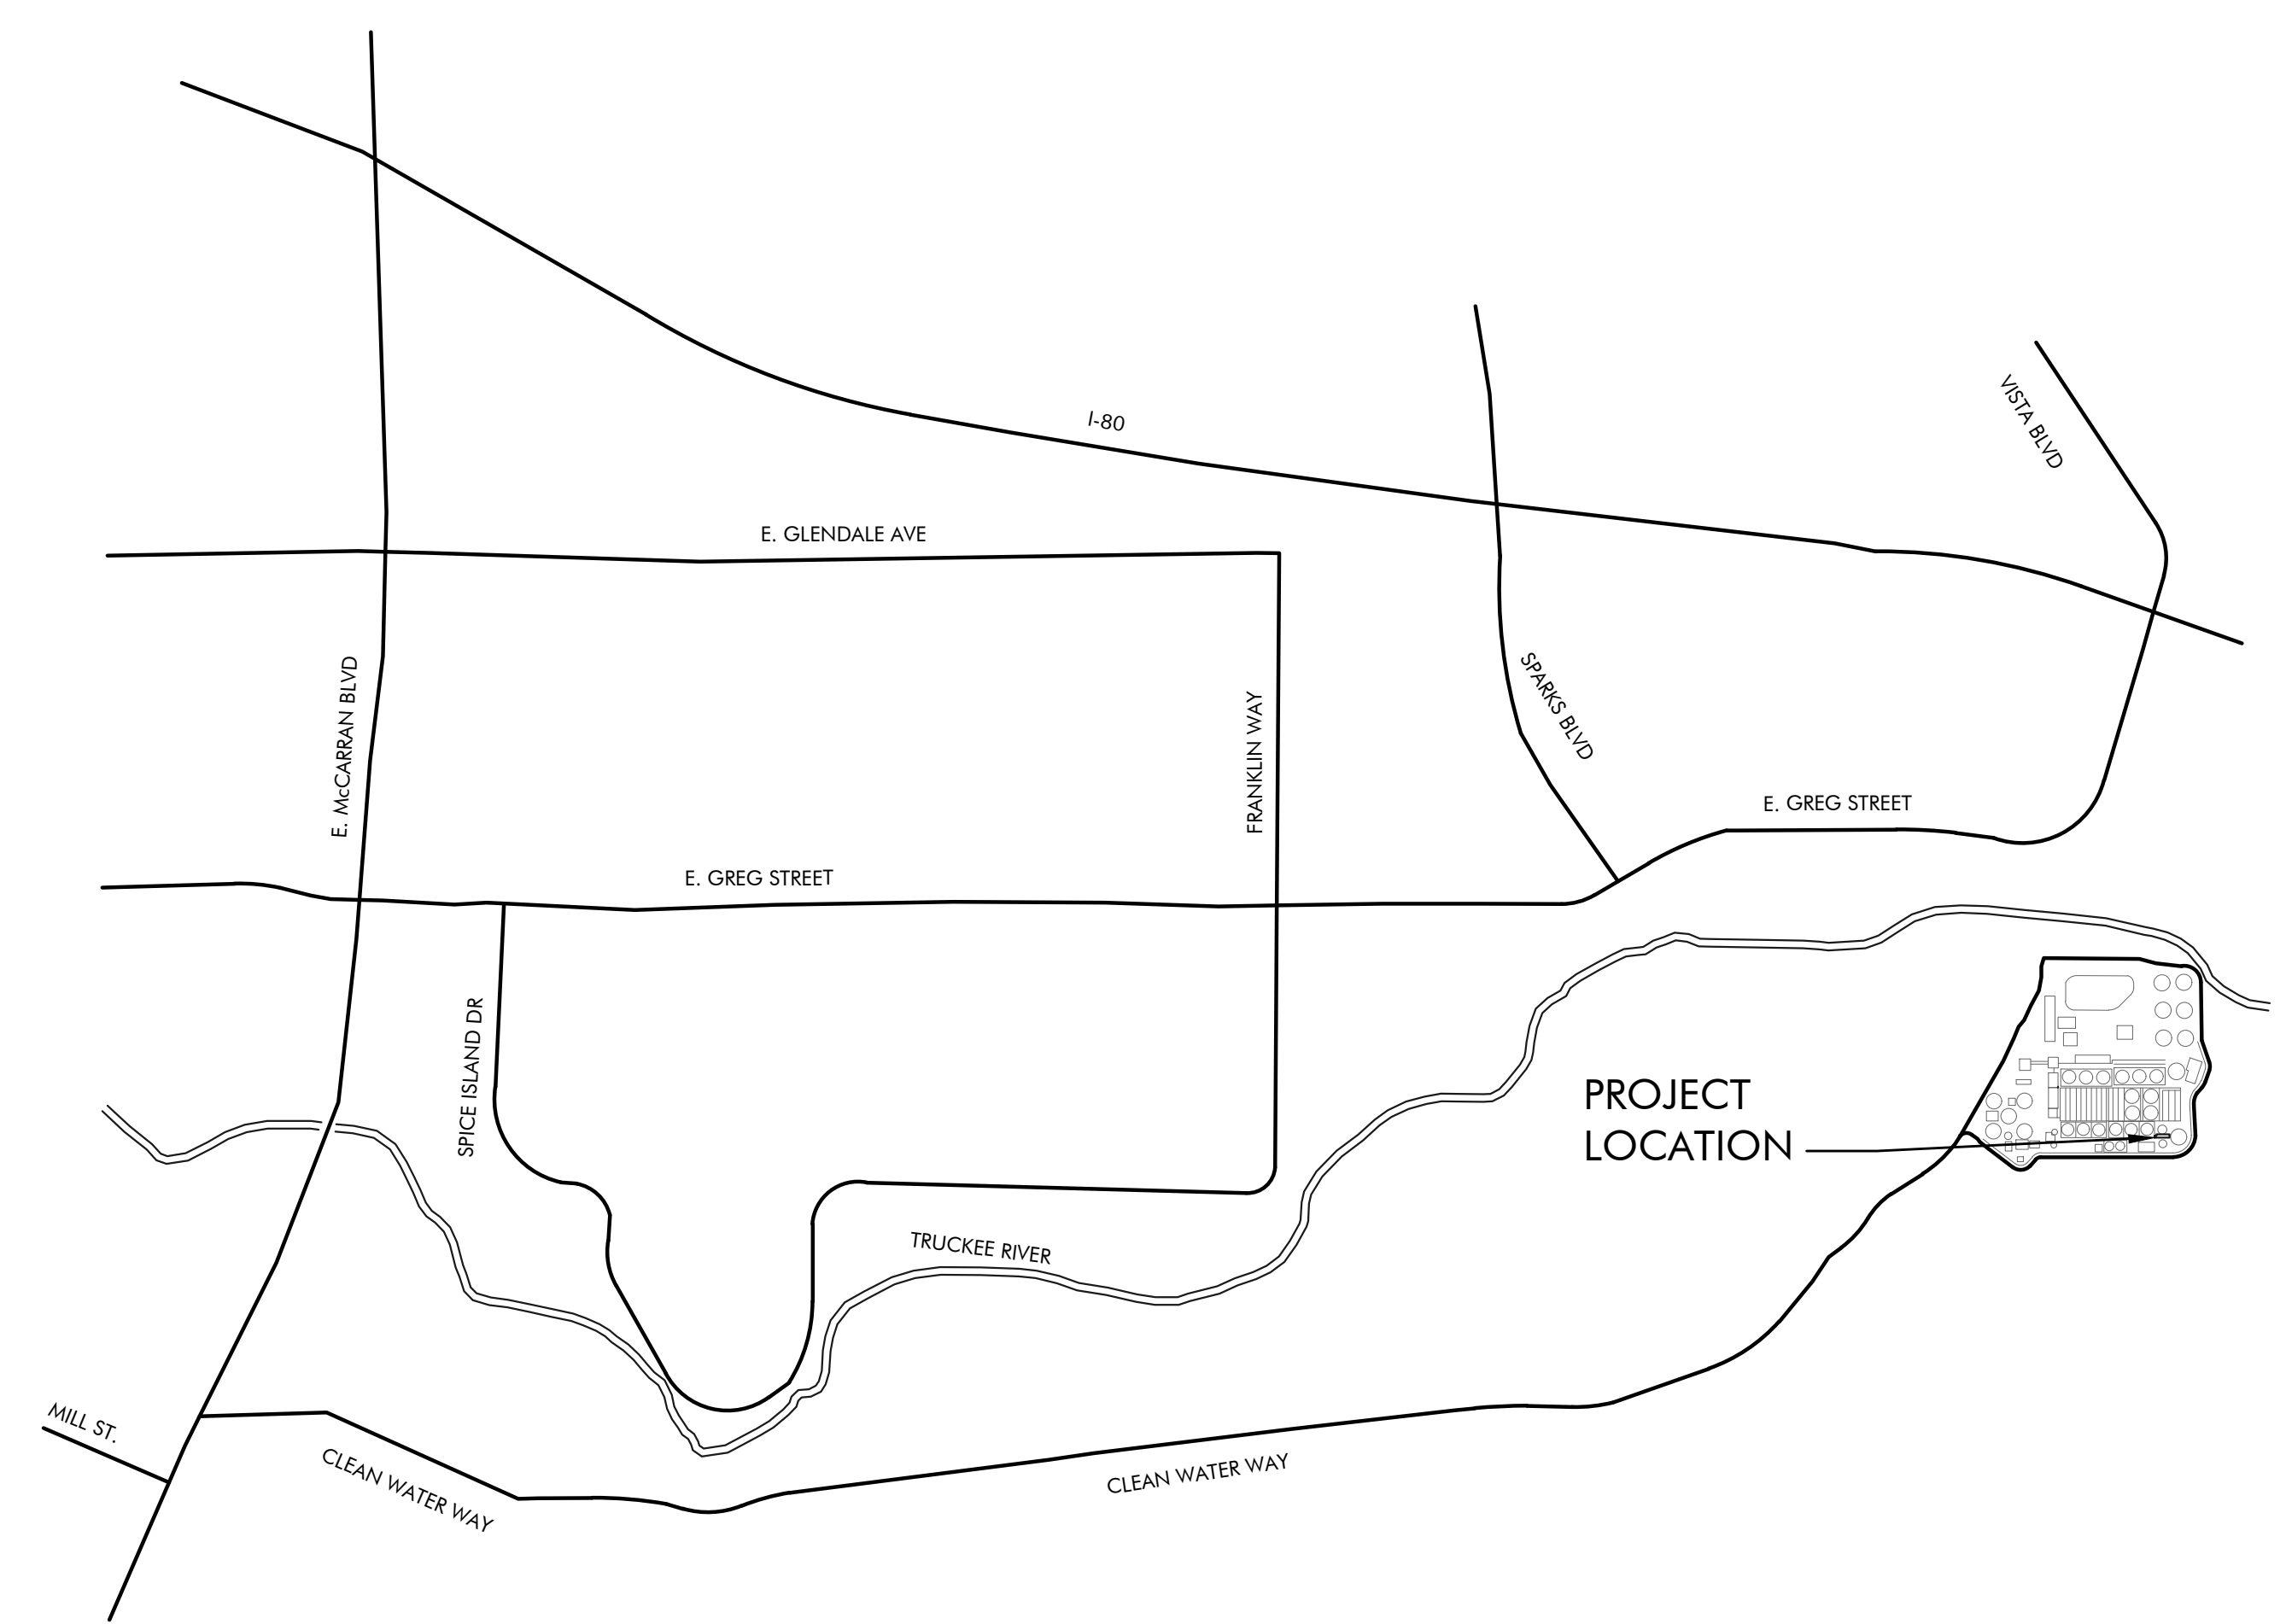 I-80
VISTA BLVD
E. GLENDALE AVE
E. McCARRAN BLVD
FRANKLIN WAY
SPARKS BLVD
E. GREG STREET
E. GREG STREET
SPICE ISLAND DR
PROJECT
LOCATION
TRUCKEE RIVER
MILL ST.
CLEAN WATER WAY
CLEAN WATER WAY